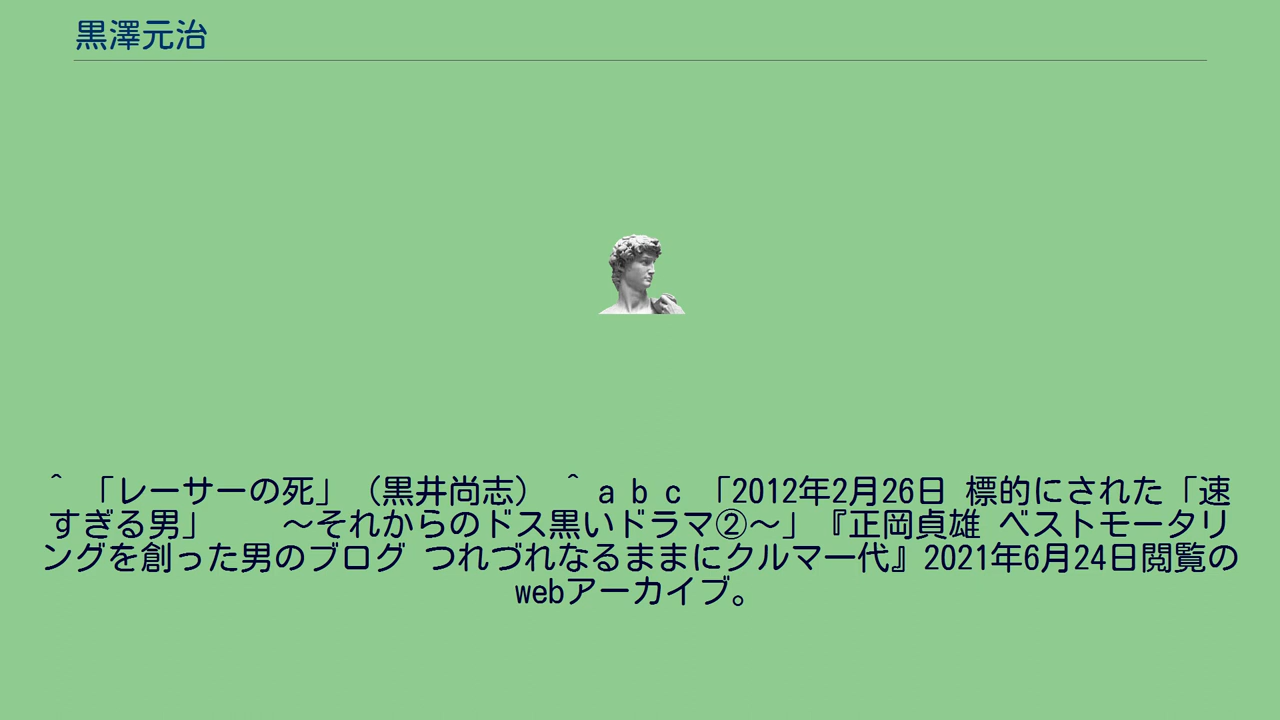 黒澤元治
^ 「レーサーの死」（黒井尚志） ^ a b c 「2012年2月26日 標的にされた「速
すぎる男」　　～それからのドス黒いドラマ②～」『正岡貞雄 ベストモータリ
ングを創った男のブログ つれづれなるままにクルマ一代』2021年6月24日閲覧の
webアーカイブ。